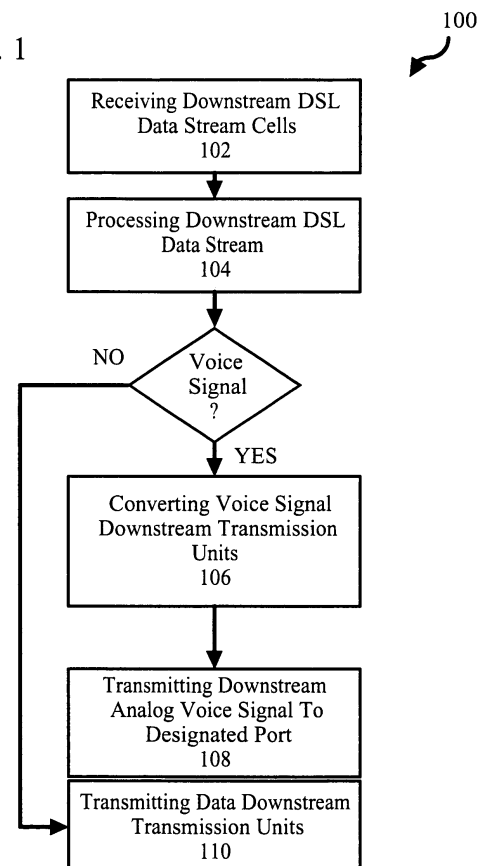 100
. 1
Receiving Downstream DSL
Data Stream Cells
102
Processing Downstream DSL
Data Stream
104
NO
Voice
Signal
?
YES
Converting Voice Signal
Downstream Transmission
Units
106
Transmitting Downstream
Analog Voice Signal To
Designated Port
108
Transmitting Data Downstream
Transmission Units
110